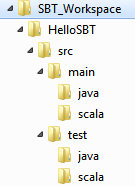 SBT_Workspace
HelloSBT
src
main
java
scala
test
java
scala